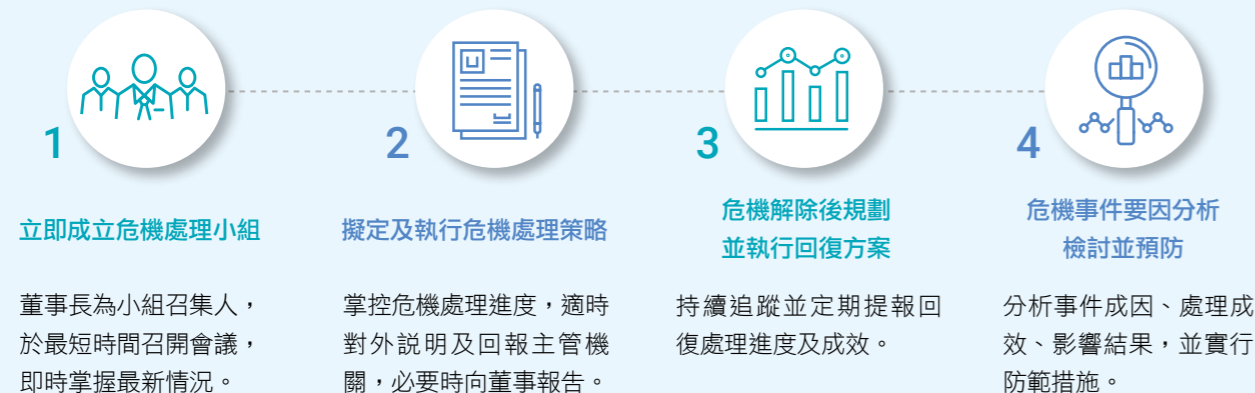 1
立即成立危機處理小組
董事長為小組召集人，
於最短時間召開會議，
即時掌握最新情況。
2
擬定及執行危機處理策略
掌控危機處理進度，適時
對外說明及回報主管機
關，必要時向董事報告。
3
危機解除後規劃
並執行回復方案
持續追蹤並定期提報回
復處理進度及成效。
4
危機事件要因分析
檢討並預防
分析事件成因、處理成
效、影響結果，並實行
防範措施。